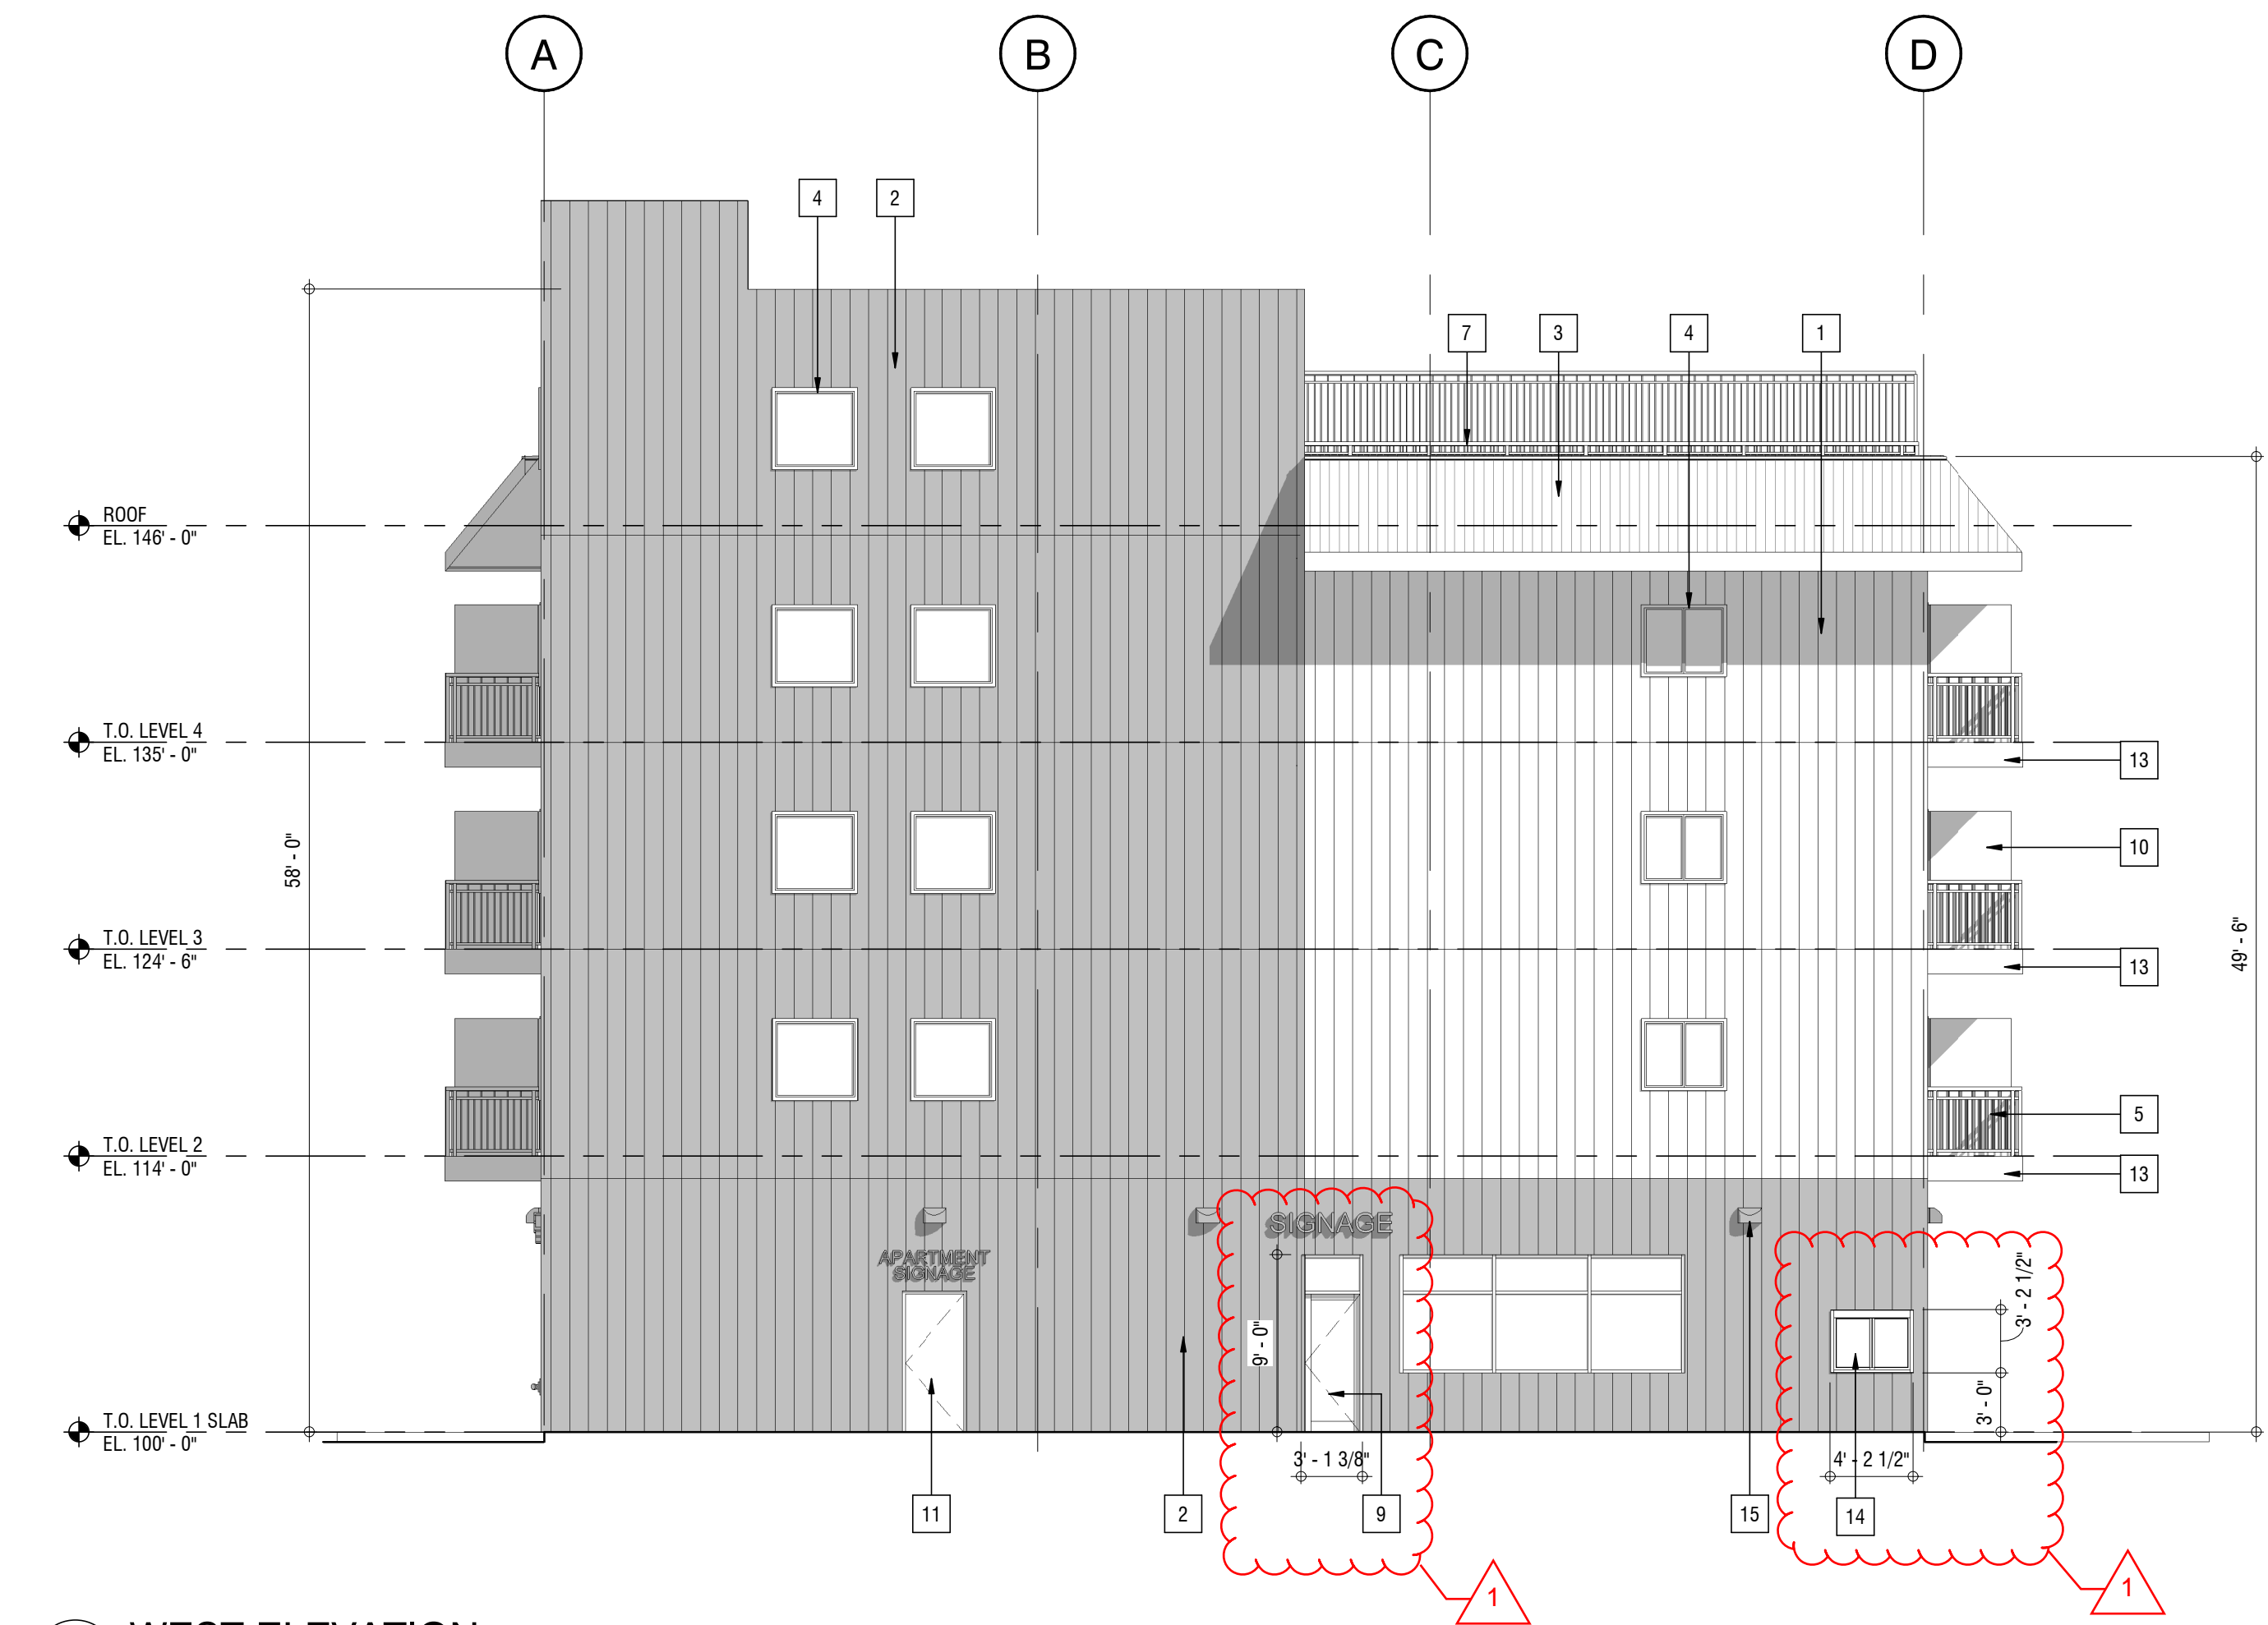 A B C D
4 2
7 3 4 1
ROOF
EL. 146' - 0"
T.O. LEVEL 4
EL. 135' - 0"
13
58' - 0"
10
T.O. LEVEL 3
EL. 124' - 6"
13
49' - 6"
5
T.O. LEVEL 2
EL. 114' - 0"
13
SIGNAGE
APARTMENT
SIGNAGE
3' - 2 1/2"
9' - 0"
3' - 0"
T.O. LEVEL 1 SLAB
EL. 100' - 0"
3' - 1 3/8" 4' - 2 1/2"
11 2 9 15 14
1 1
WEST ELEVATION